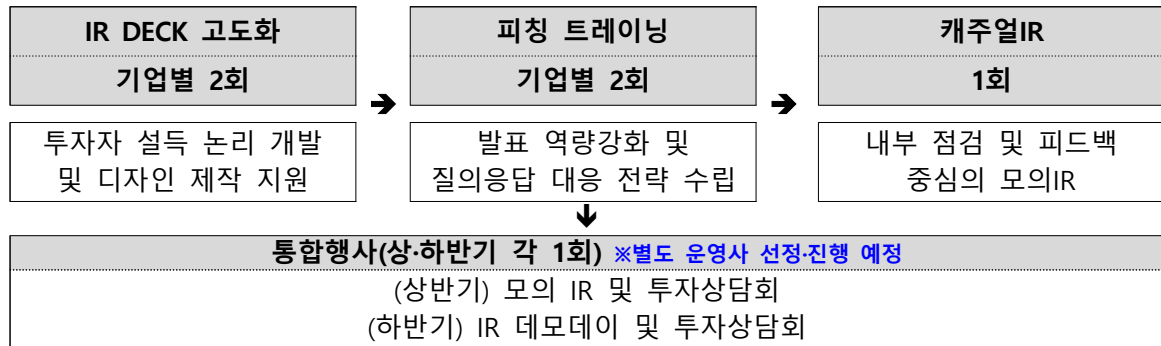 IR DECK 고도화
기업별 2회
투자자 설득 논리 개발
및 디자인 제작 지원
➔
피칭 트레이닝
기업별 2회
발표 역량강화 및
질의응답 대응 전략 수립
➔
캐주얼IR
1회
내부 점검 및 피드백
중심의 모의IR
🡻
통합행사(상·하반기 각 1회) ※별도 운영사 선정·진행 예정
(상반기) 모의 IR 및 투자상담회
(하반기) IR 데모데이 및 투자상담회